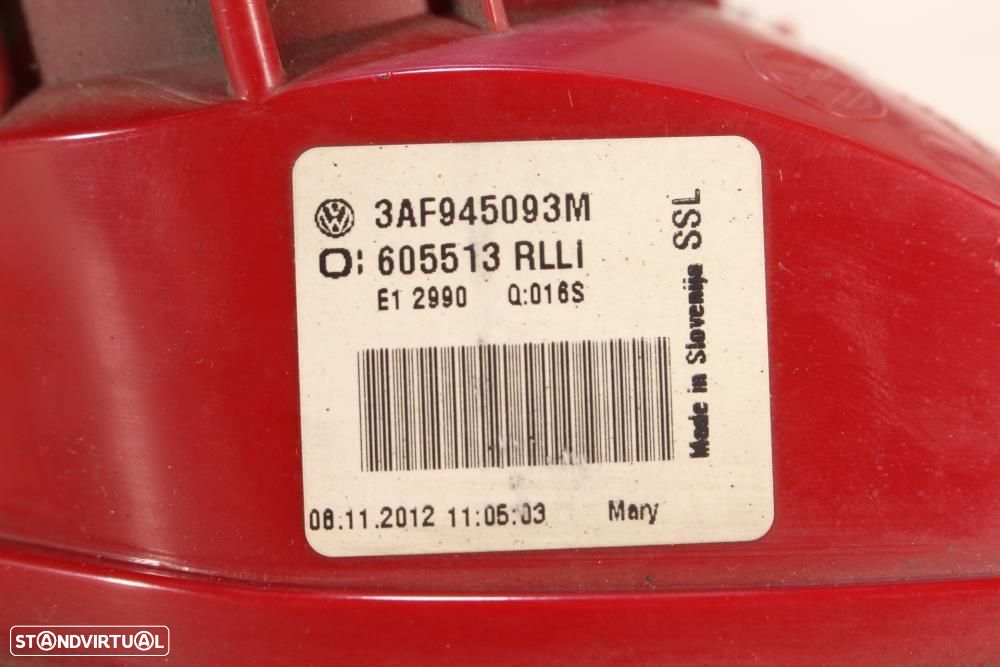 3AF945093M
O: 605513 RLLI
E1 2990 Q:016S
Made in Slovenija SSL
08.11.2012 11:05:03 Mary
STANDVIRTUAL